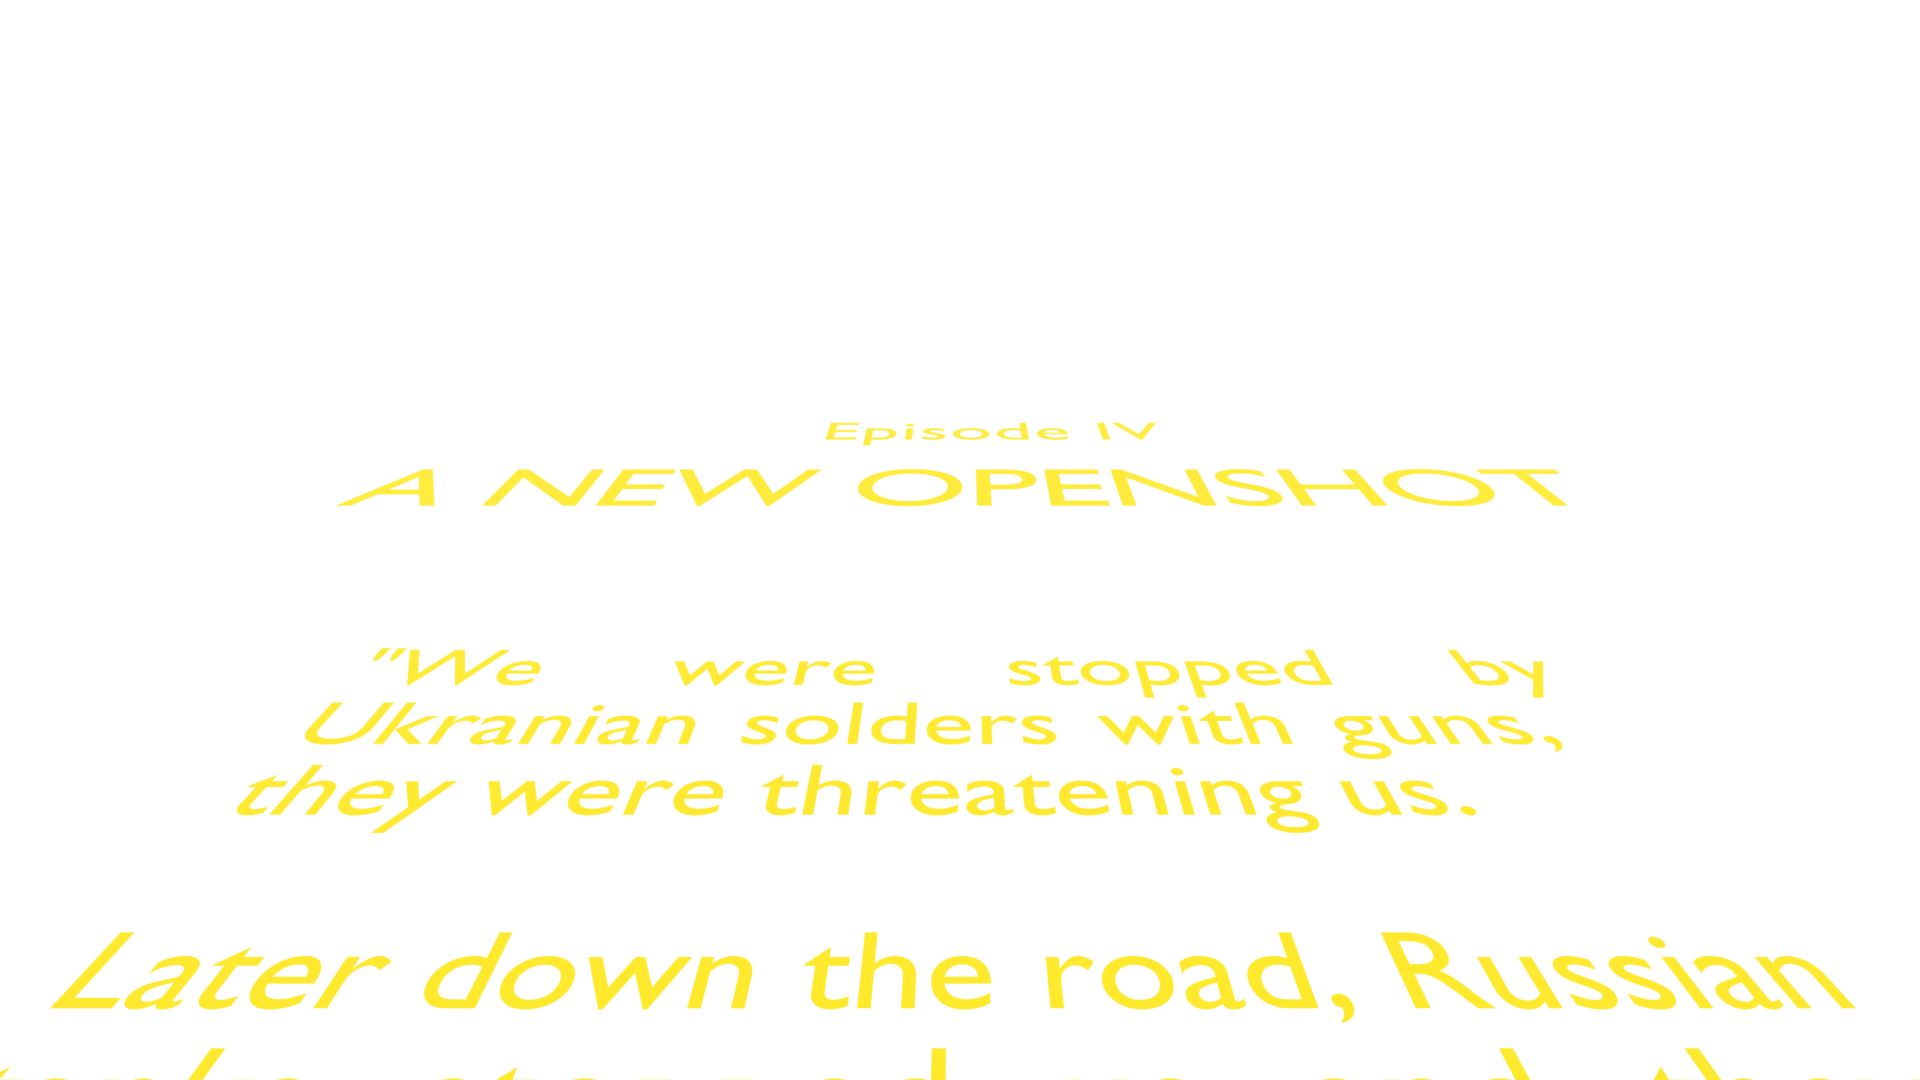 Episode IV
A NEW OPENSHOT
"We were stopped by
Ukranian solders with guns,
they were threatening us.
Later down the road, Russian